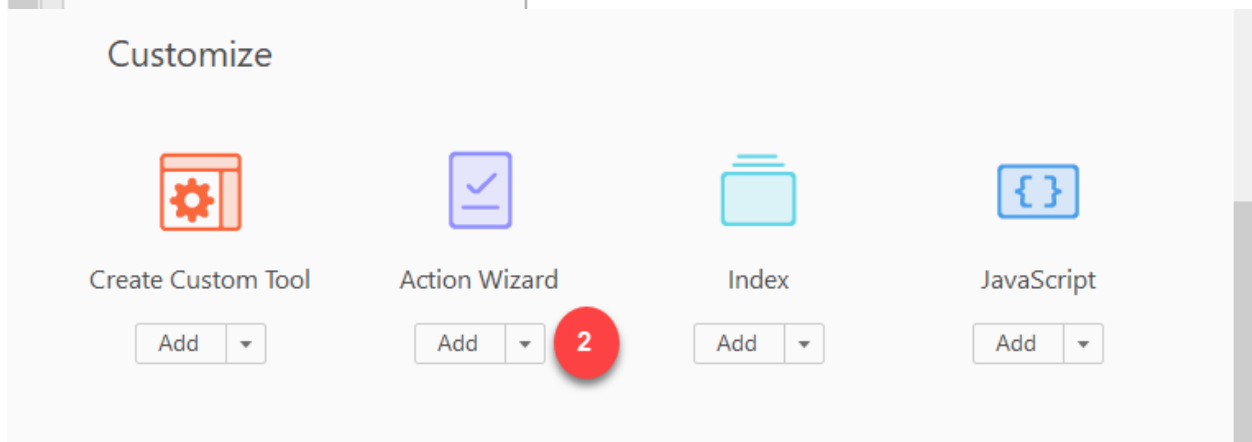 Customize
{ }
Create Custom Tool
Action Wizard
Index
JavaScript
Add
Add
2
Add
Add